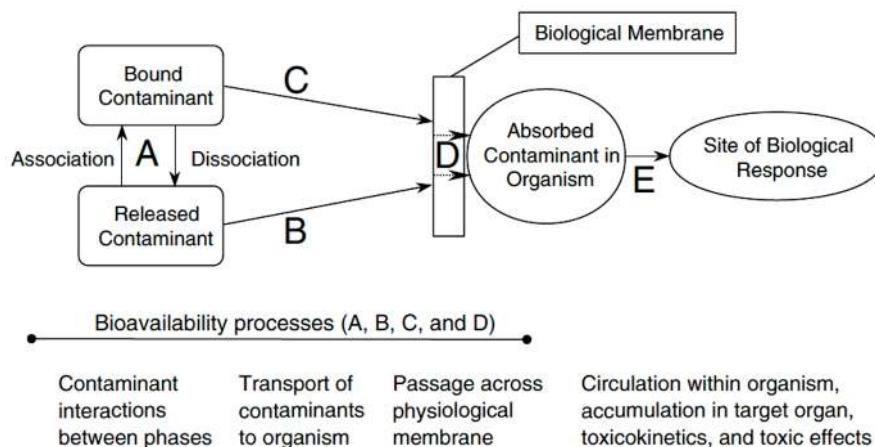 Biological Membrane
Bound
Contaminant
C
Association
A
Dissociation
D
Absorbed
Contaminant in
Organism
E
Site of Biological
Response
Released
Contaminant
B
Bioavailability processes (A, B, C, and D)
Contaminant
interactions
between phases
Transport of
contaminants
to organism
Passage across
physiological
membrane
Circulation within organism,
accumulation in target organ,
toxicokinetics, and toxic effects